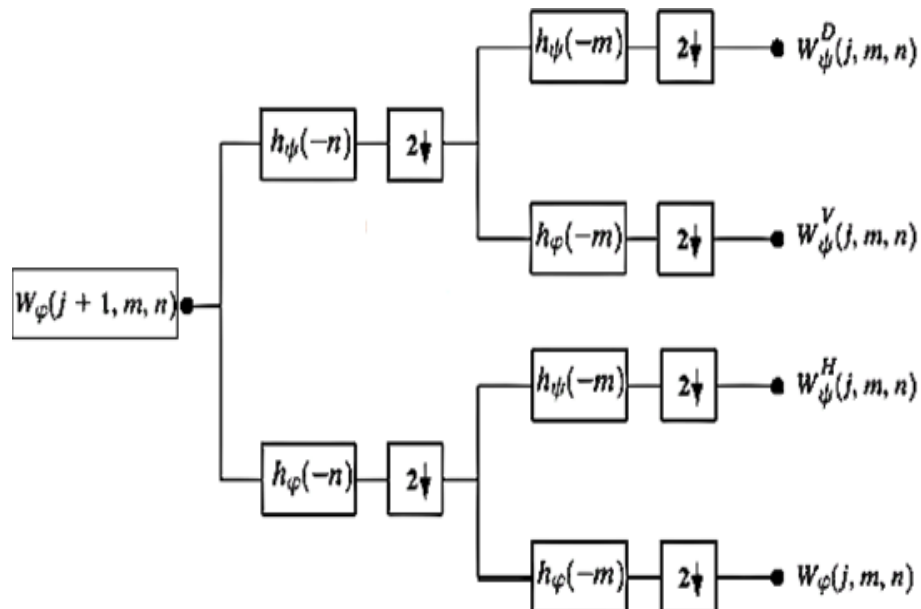 h_ψ(−m) 2↓ W_ψ^D(j, m, n)
h_ψ(−n) 2↓
h_φ(−m) 2↓ W_ψ^V(j, m, n)
W_φ(j + 1, m, n)
h_ψ(−m) 2↓ W_ψ^H(j, m, n)
h_φ(−n) 2↓
h_φ(−m) 2↓ W_φ(j, m, n)